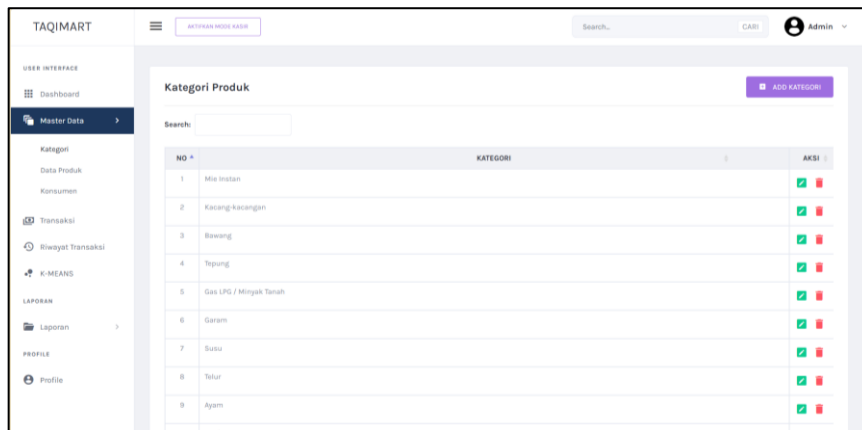 TAQIMART
AKTIFKAN MODE KASIR
Search...
CARI
Admin
USER INTERFACE
Dashboard
Master Data
Kategori
Data Produk
Konsumen
Transaksi
Riwayat Transaksi
K-MEANS
LAPORAN
Laporan
PROFILE
Profile
Kategori Produk
ADD KATEGORI
Search:
NO KATEGORI AKSI
1 Mie Instan
2 Kacang-kacangan
3 Bawang
4 Tepung
5 Gas LPG / Minyak Tanah
6 Garam
7 Susu
8 Telur
9 Ayam